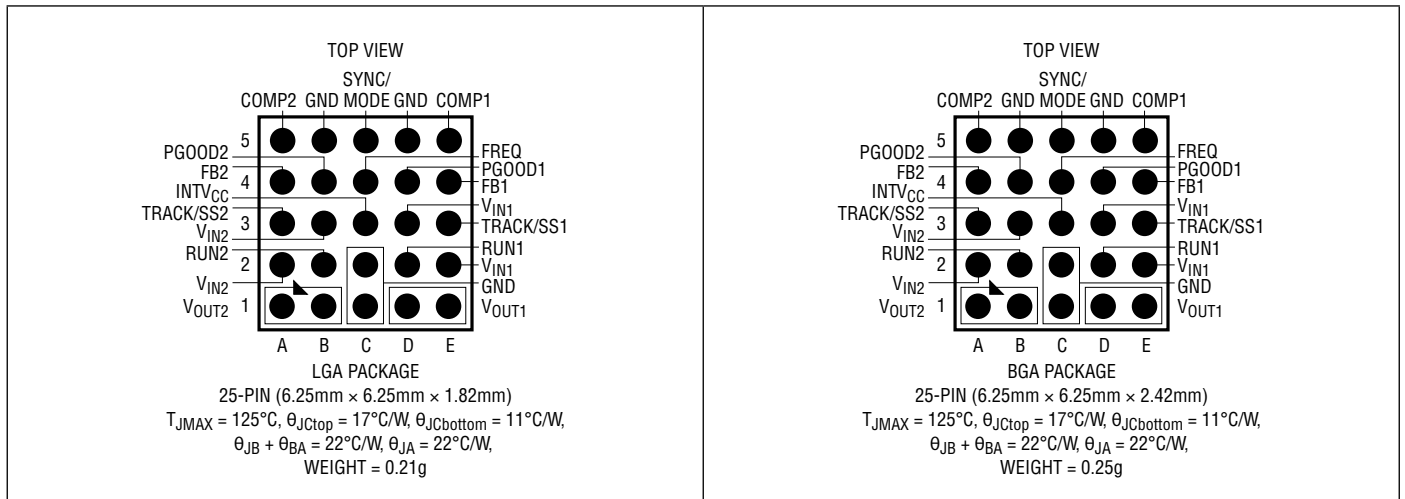 TOP VIEW
SYNC/
COMP2 GND MODE GND COMP1
5
PGOOD2
FREQ
PGOOD1
FB2
4
FB1
INTVCC
VIN1
TRACK/SS2
3
TRACK/SS1
VIN2
RUN2
RUN1
2
VIN1
VIN2
GND
VOUT2 1
VOUT1
A B C D E
LGA PACKAGE
25-PIN (6.25mm × 6.25mm × 1.82mm)
TJMAX = 125°C, θJCtop = 17°C/W, θJCbottom = 11°C/W,
θJB + θBA = 22°C/W, θJA = 22°C/W,
WEIGHT = 0.21g
TOP VIEW
SYNC/
COMP2 GND MODE GND COMP1
5
PGOOD2
FREQ
PGOOD1
FB2
4
FB1
INTVCC
VIN1
TRACK/SS2
3
TRACK/SS1
VIN2
RUN2
RUN1
2
VIN1
VIN2
GND
VOUT2 1
VOUT1
A B C D E
BGA PACKAGE
25-PIN (6.25mm × 6.25mm × 2.42mm)
TJMAX = 125°C, θJCtop = 17°C/W, θJCbottom = 11°C/W,
θJB + θBA = 22°C/W, θJA = 22°C/W,
WEIGHT = 0.25g